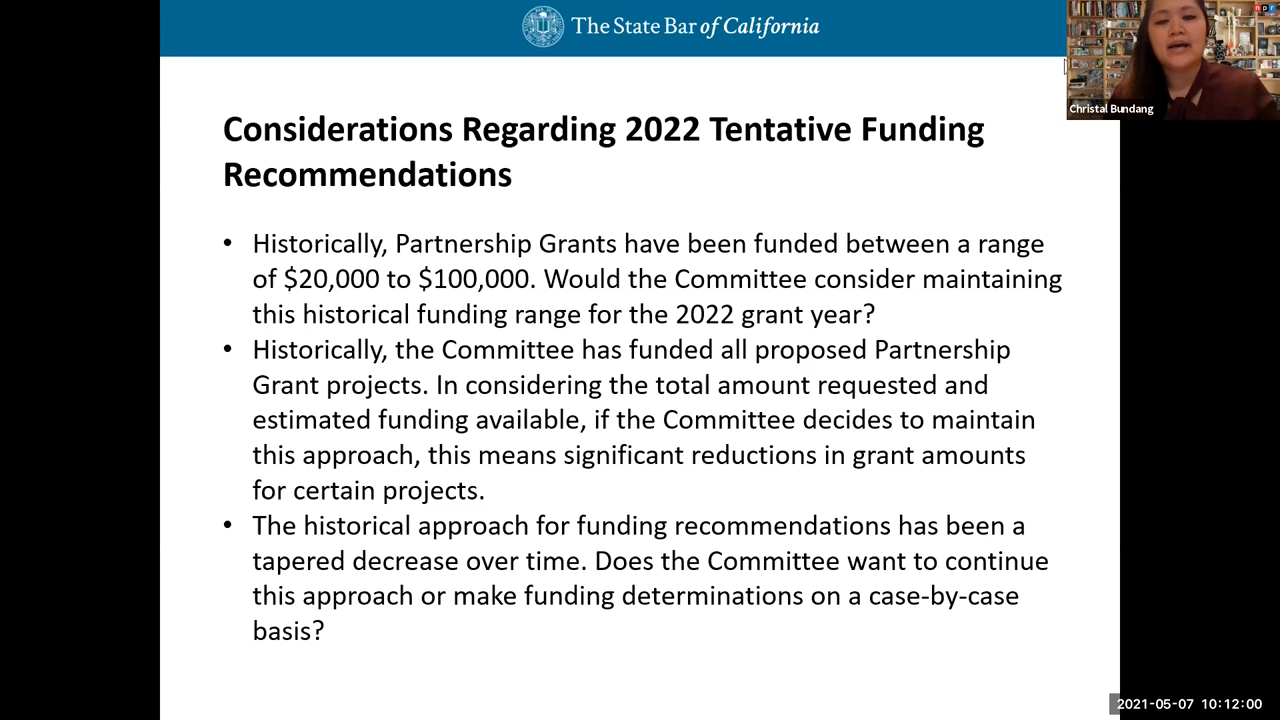 The State Bar of California
npr
Christal Bundang
Considerations Regarding 2022 Tentative Funding
Recommendations
• Historically, Partnership Grants have been funded between a range
of $20,000 to $100,000. Would the Committee consider maintaining
this historical funding range for the 2022 grant year?
• Historically, the Committee has funded all proposed Partnership
Grant projects. In considering the total amount requested and
estimated funding available, if the Committee decides to maintain
this approach, this means significant reductions in grant amounts
for certain projects.
• The historical approach for funding recommendations has been a
tapered decrease over time. Does the Committee want to continue
this approach or make funding determinations on a case-by-case
basis?
2021-05-07 10:12:00